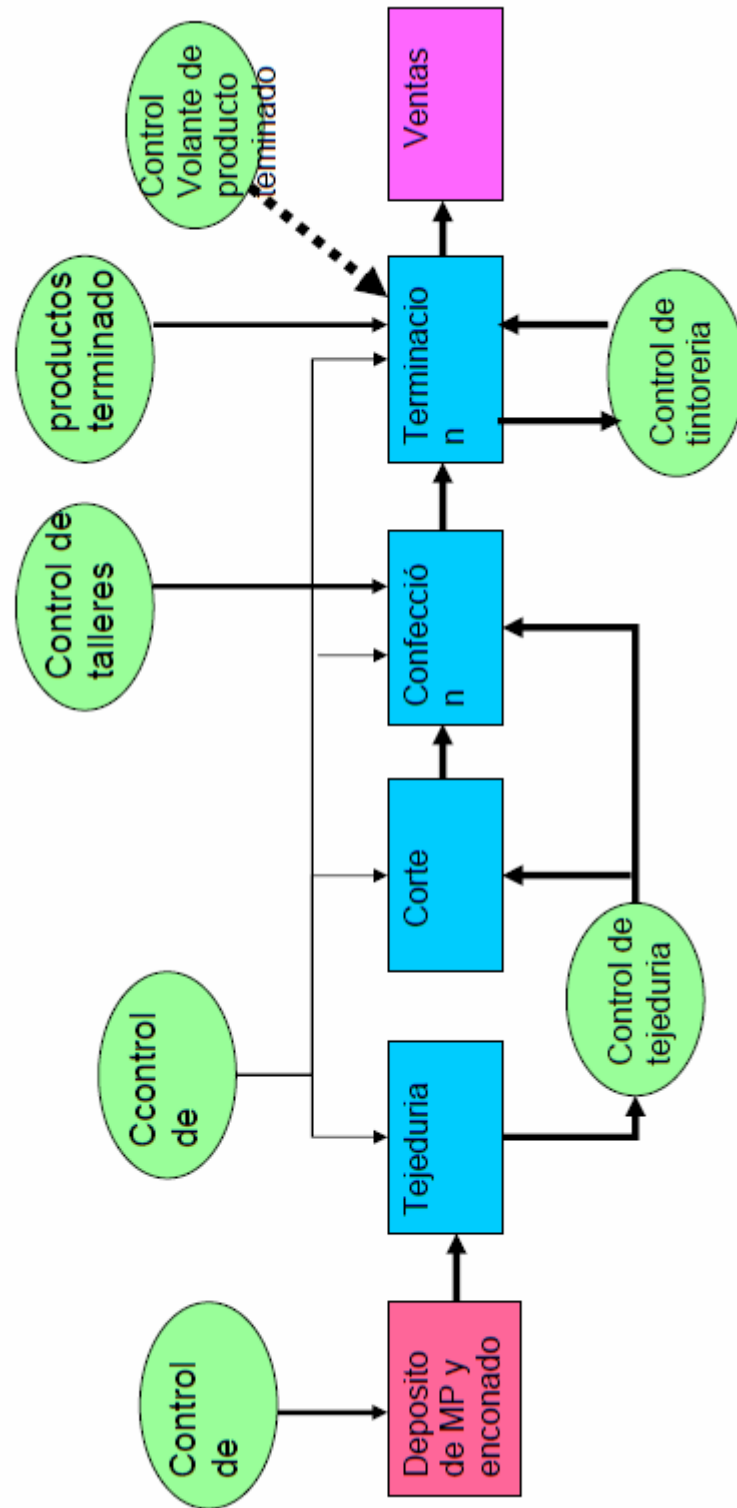 Control
de
Ccontrol
de
Control de
talleres
productos
terminado
Control
Volante de
producto
teminado
Deposito
de MP y
enconado
Tejeduria
Corte
Confecció
n
Terminacio
n
Ventas
Control de
tejeduria
Control de
tintoreria